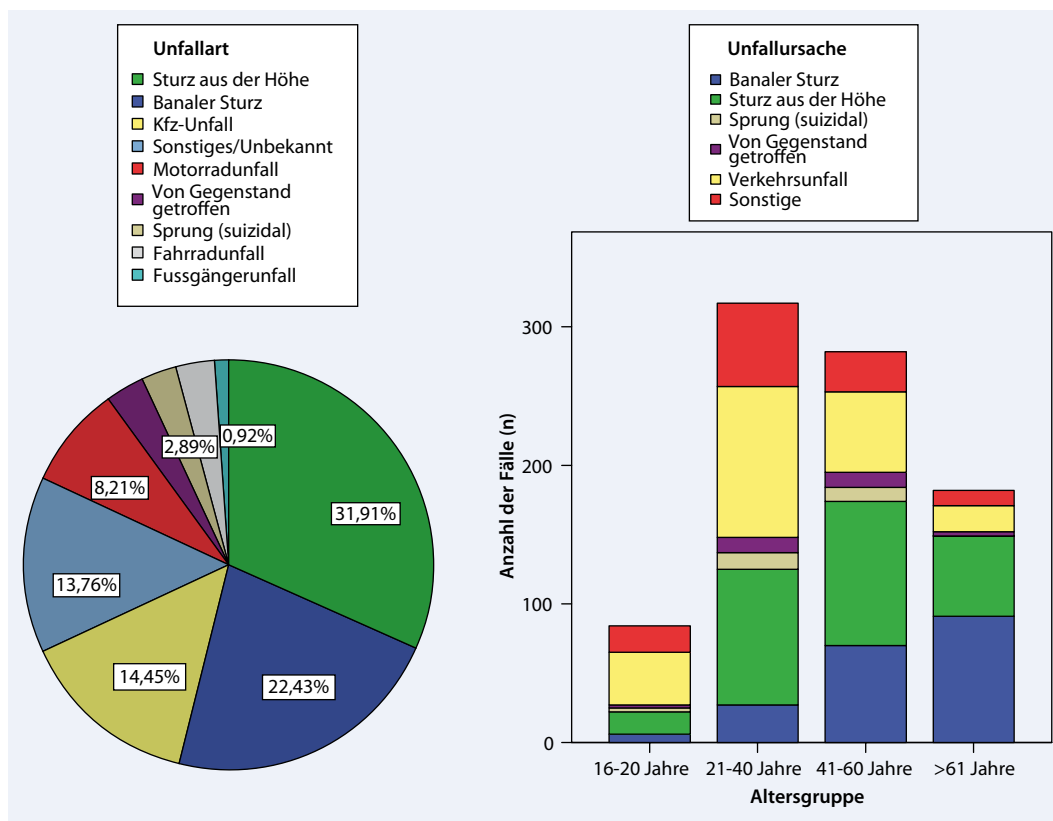 Unfallart
Sturz aus der Höhe
Banaler Sturz
Kfz-Unfall
Sonstiges/Unbekannt
Motorradunfall
Von Gegenstand
getroffen
Sprung (suizidal)
Fahrradunfall
Fussgängerunfall
0,92%
2,89%
8,21%
31,91%
13,76%
14,45%
22,43%
Unfallursache
Banaler Sturz
Sturz aus der Höhe
Sprung (suizidal)
Von Gegenstand
getroffen
Verkehrsunfall
Sonstige
Anzahl der Fälle (n)
300
200
100
0
16-20 Jahre 21-40 Jahre 41-60 Jahre >61 Jahre
Altersgruppe